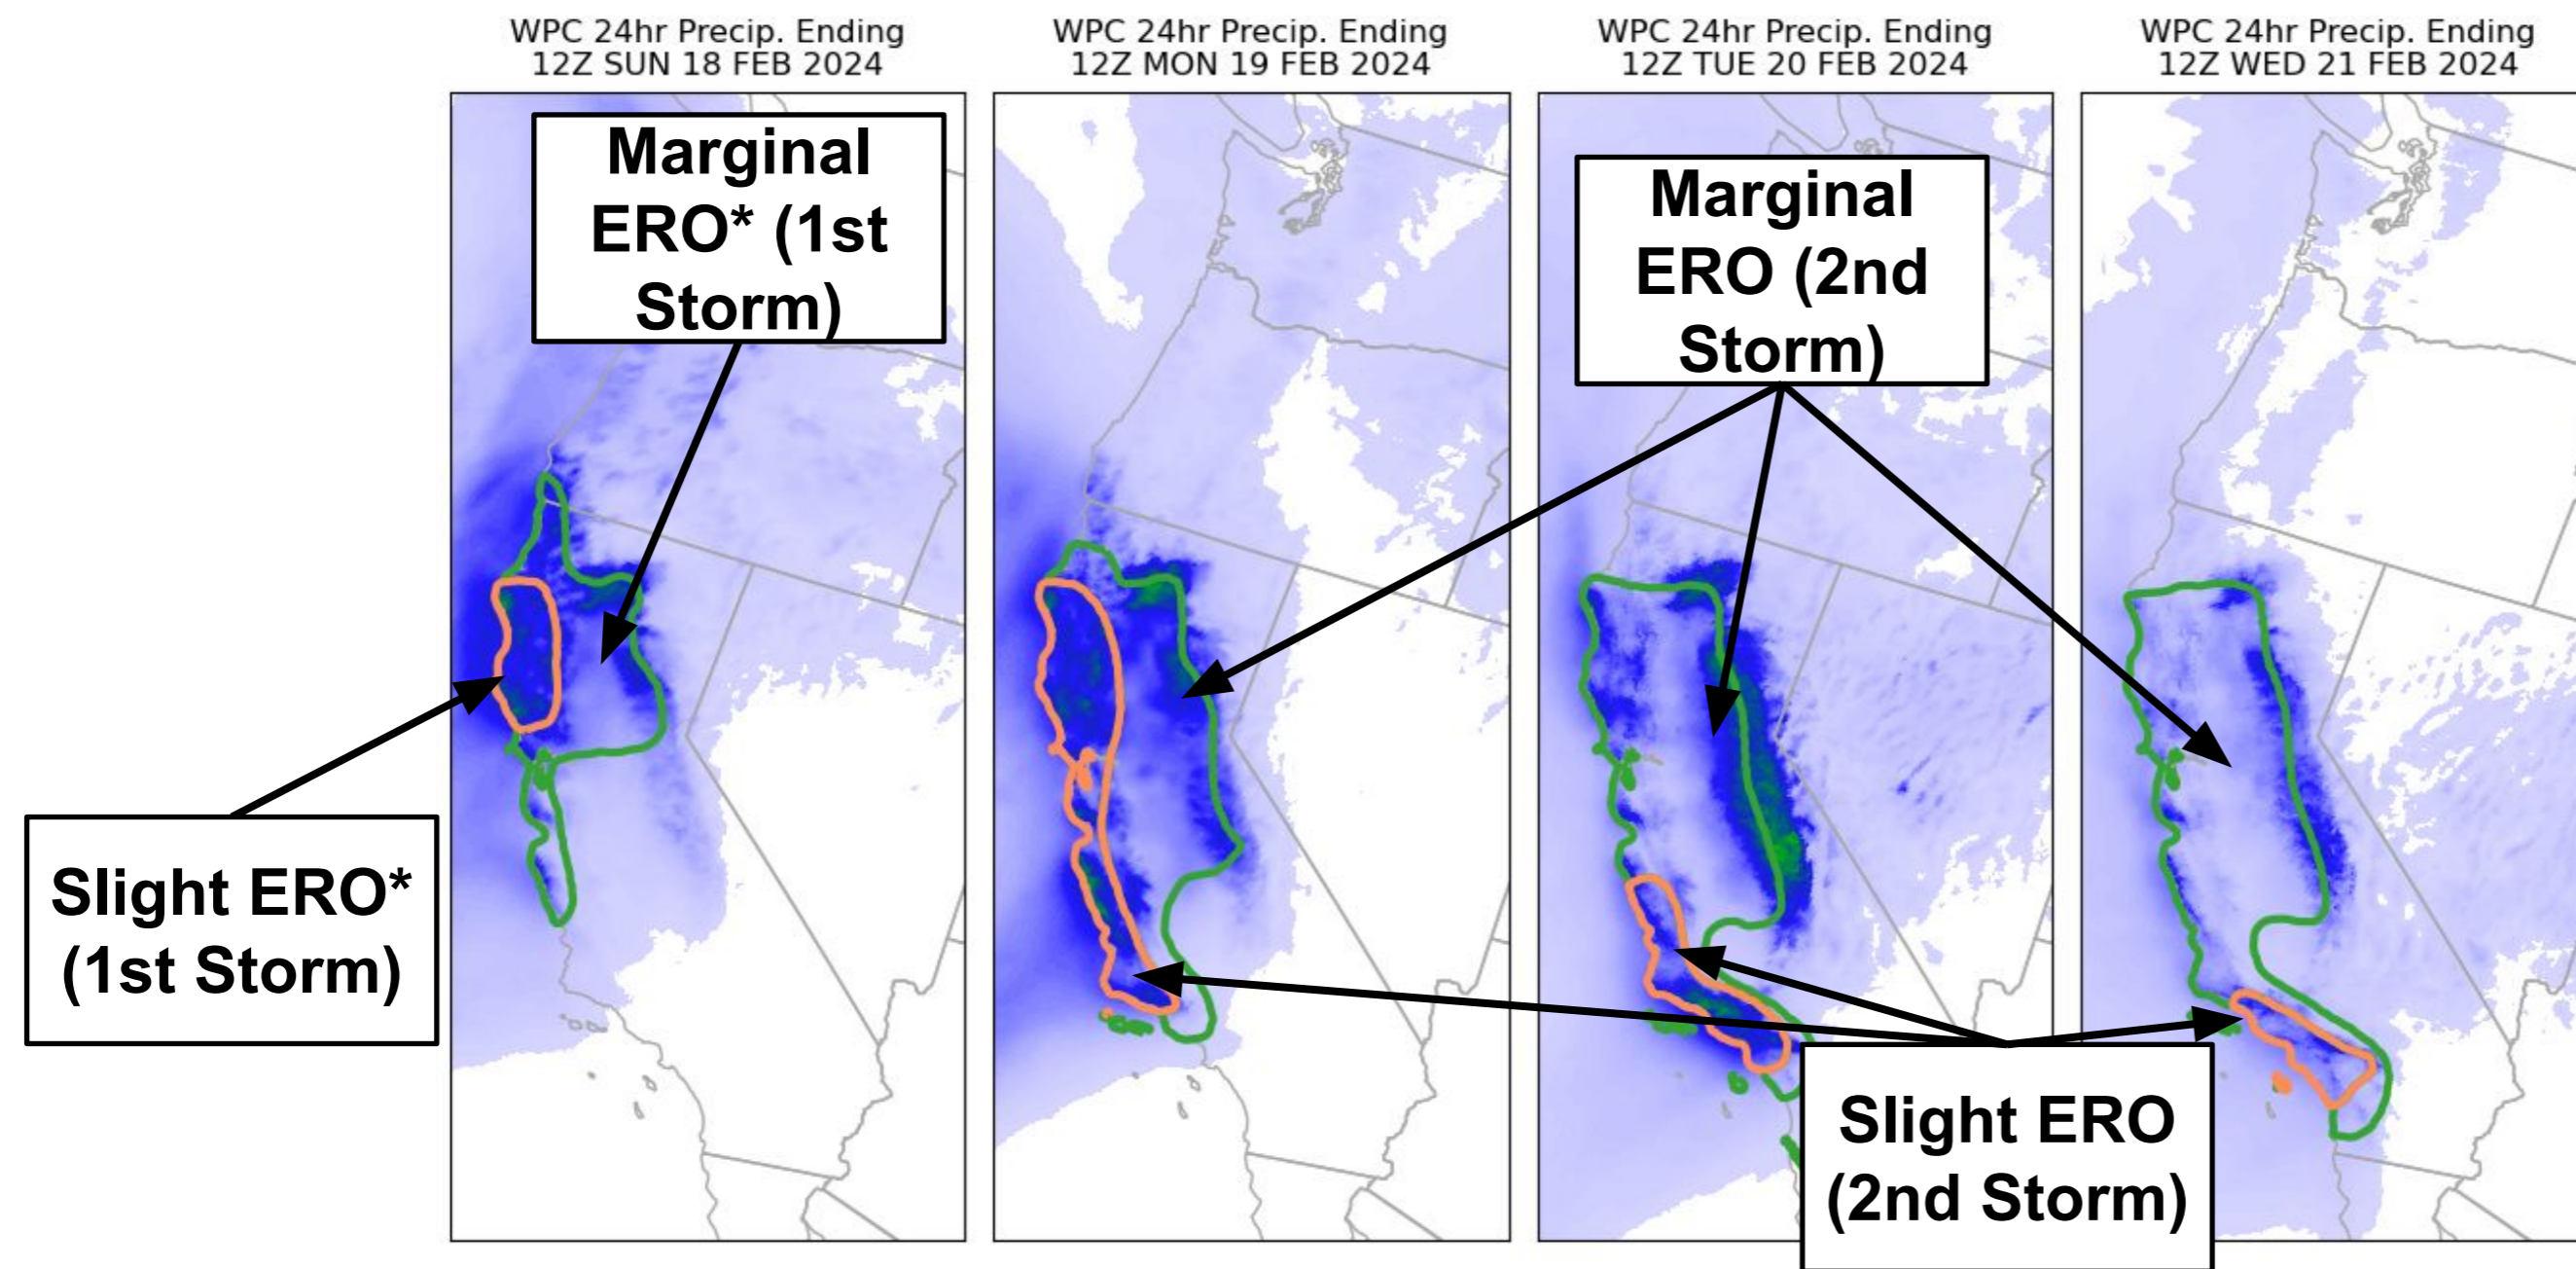 WPC 24hr Precip. Ending
12Z SUN 18 FEB 2024
WPC 24hr Precip. Ending
12Z MON 19 FEB 2024
WPC 24hr Precip. Ending
12Z TUE 20 FEB 2024
WPC 24hr Precip. Ending
12Z WED 21 FEB 2024
Marginal
ERO* (1st
Storm)
Marginal
ERO (2nd
Storm)
Slight ERO*
(1st Storm)
Slight ERO
(2nd Storm)